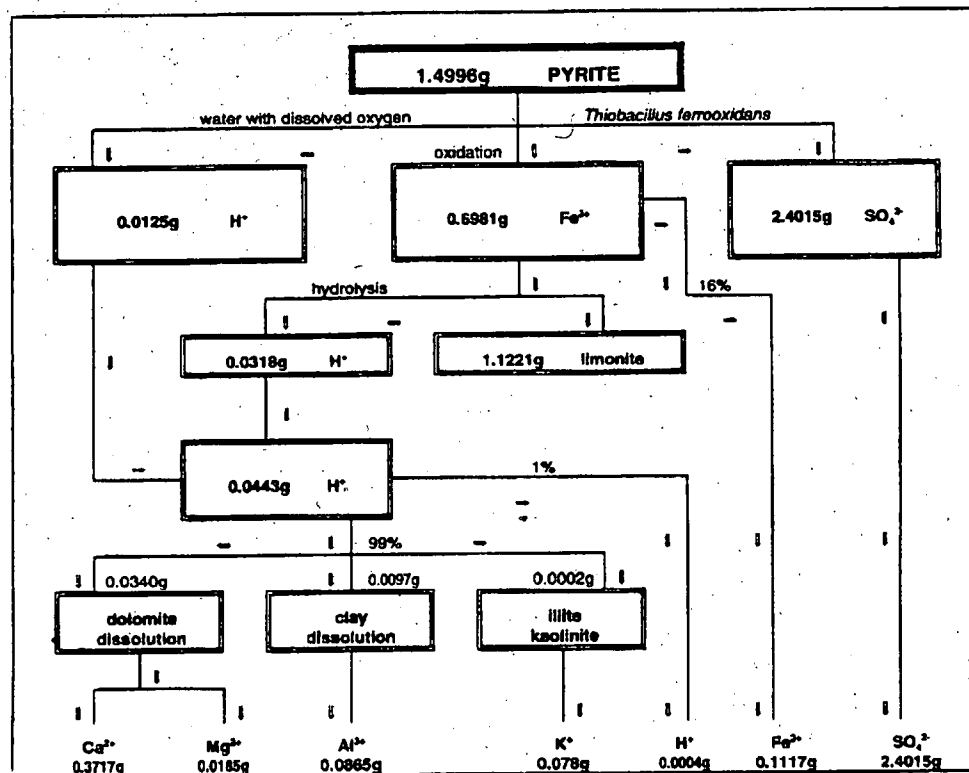 1.4996g PYRITE
water with dissolved oxygen
Thiobacillus ferrooxidans
oxidation
0.0125g H⁺
0.6981g Fe³⁺
2.4015g SO₄²⁻
16%
hydrolysis
0.0318g H⁺
1.1221g limonite
0.0443g H⁺
1%
99%
0.0340g
0.0097g
0.0002g
dolomite
dissolution
clay
dissolution
illite
kaolinite
Ca²⁺ Mg²⁺ Al³⁺ K⁺ H⁺ Fe³⁺ SO₄²⁻
0.3717g 0.0185g 0.0865g 0.078g 0.0004g 0.1117g 2.4015g